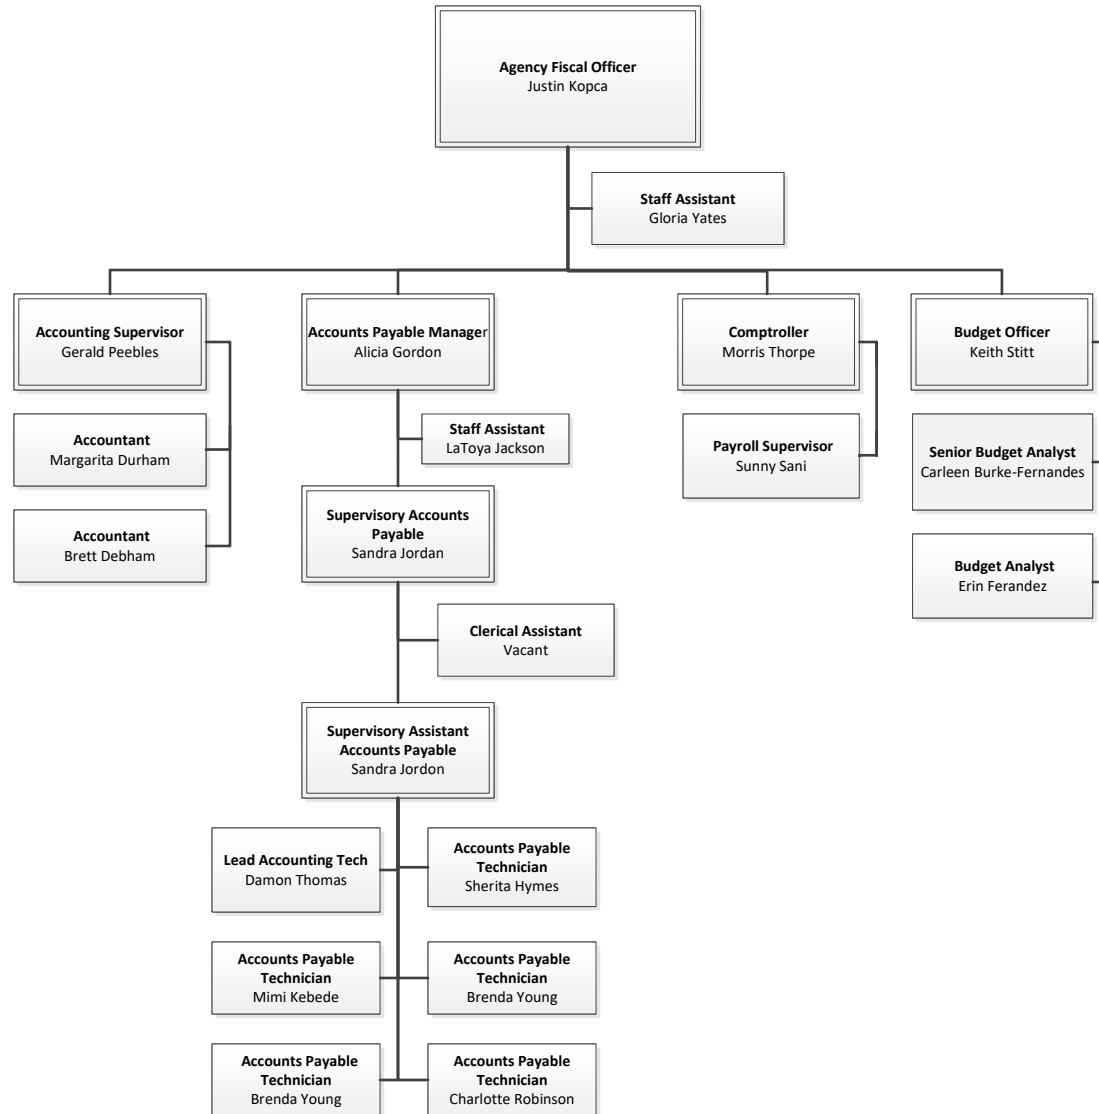 Agency Fiscal Officer
Justin Kopca
Staff Assistant
Gloria Yates
Accounting Supervisor
Gerald Peebles
Accounts Payable Manager
Alicia Gordon
Comptroller
Morris Thorpe
Budget Officer
Keith Stitt
Accountant
Margarita Durham
Staff Assistant
LaToya Jackson
Payroll Supervisor
Sunny Sani
Senior Budget Analyst
Carleen Burke-Fernandes
Accountant
Brett Debham
Supervisory Accounts
Payable
Sandra Jordan
Budget Analyst
Erin Ferandez
Clerical Assistant
Vacant
Supervisory Assistant
Accounts Payable
Sandra Jordon
Lead Accounting Tech
Damon Thomas
Accounts Payable
Technician
Sherita Hymes
Accounts Payable
Technician
Mimi Kebede
Accounts Payable
Technician
Brenda Young
Accounts Payable
Technician
Brenda Young
Accounts Payable
Technician
Charlotte Robinson